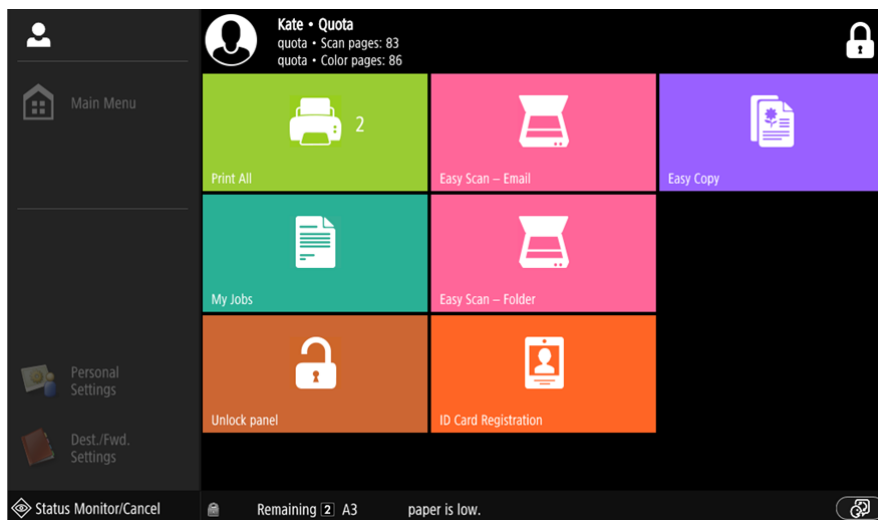 Kate • Quota
quota • Scan pages: 83
quota • Color pages: 86
Main Menu
2
Print All
Easy Scan – Email
Easy Copy
My Jobs
Easy Scan – Folder
Personal
Settings
Unlock panel
ID Card Registration
Dest./Fwd.
Settings
Status Monitor/Cancel
Remaining 2 A3 paper is low.